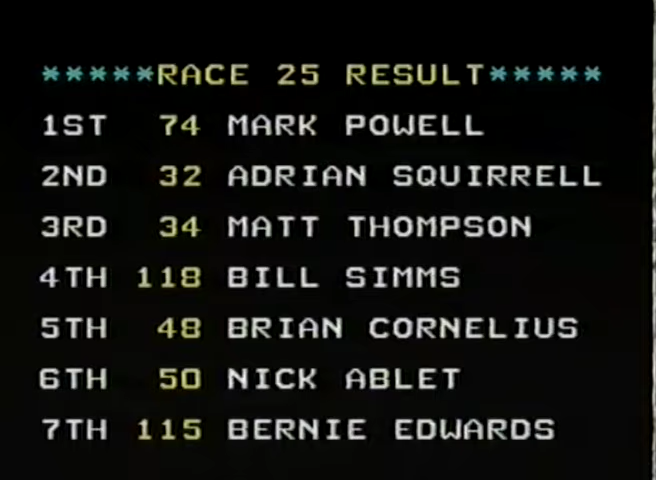 *****RACE 25 RESULT*****
1ST 74 MARK POWELL
2ND 32 ADRIAN SQUIRRELL
3RD 34 MATT THOMPSON
4TH 118 BILL SIMMS
5TH 48 BRIAN CORNELIUS
6TH 50 NICK ABLET
7TH 115 BERNIE EDWARDS